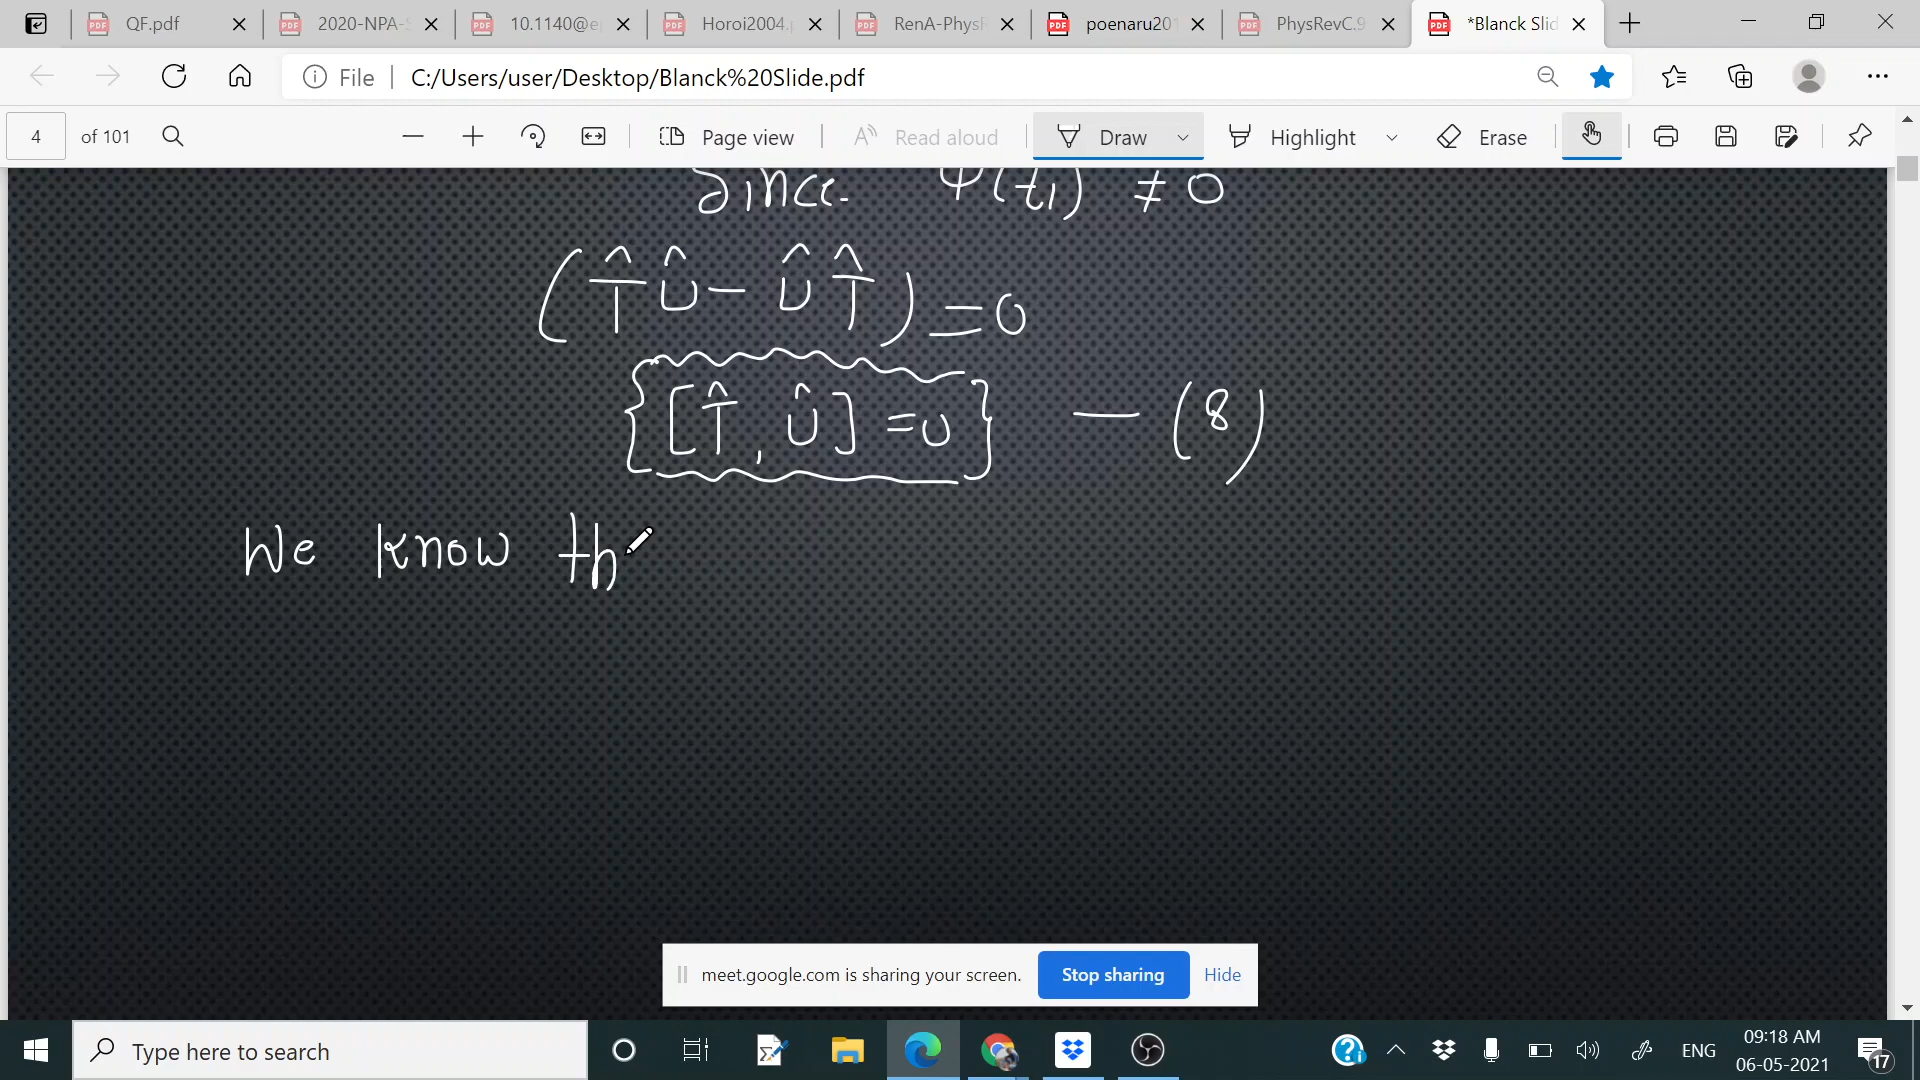 QF.pdf 2020-NPA-S 10.1140@e Horoi2004. RenA-PhysR poenaru201 PhysRevC.9 *Blanck Slid
File C:/Users/user/Desktop/Blanck%20Slide.pdf
4 of 101 Page view Read aloud Draw Highlight Erase
Since Ψ(t₁) ≠ 0
(T̂ Û - Û T̂) = 0
{[T̂, Û] = 0} — (8)
We know th
meet.google.com is sharing your screen. Stop sharing Hide
Type here to search ENG 09:18 AM
06-05-2021 17